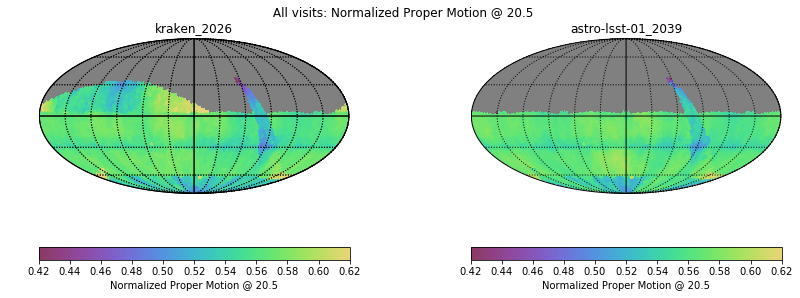 All visits: Normalized Proper Motion @ 20.5
kraken_2026
astro-lsst-01_2039
0.42 0.44 0.46 0.48 0.50 0.52 0.54 0.56 0.58 0.60 0.62
Normalized Proper Motion @ 20.5
0.42 0.44 0.46 0.48 0.50 0.52 0.54 0.56 0.58 0.60 0.62
Normalized Proper Motion @ 20.5